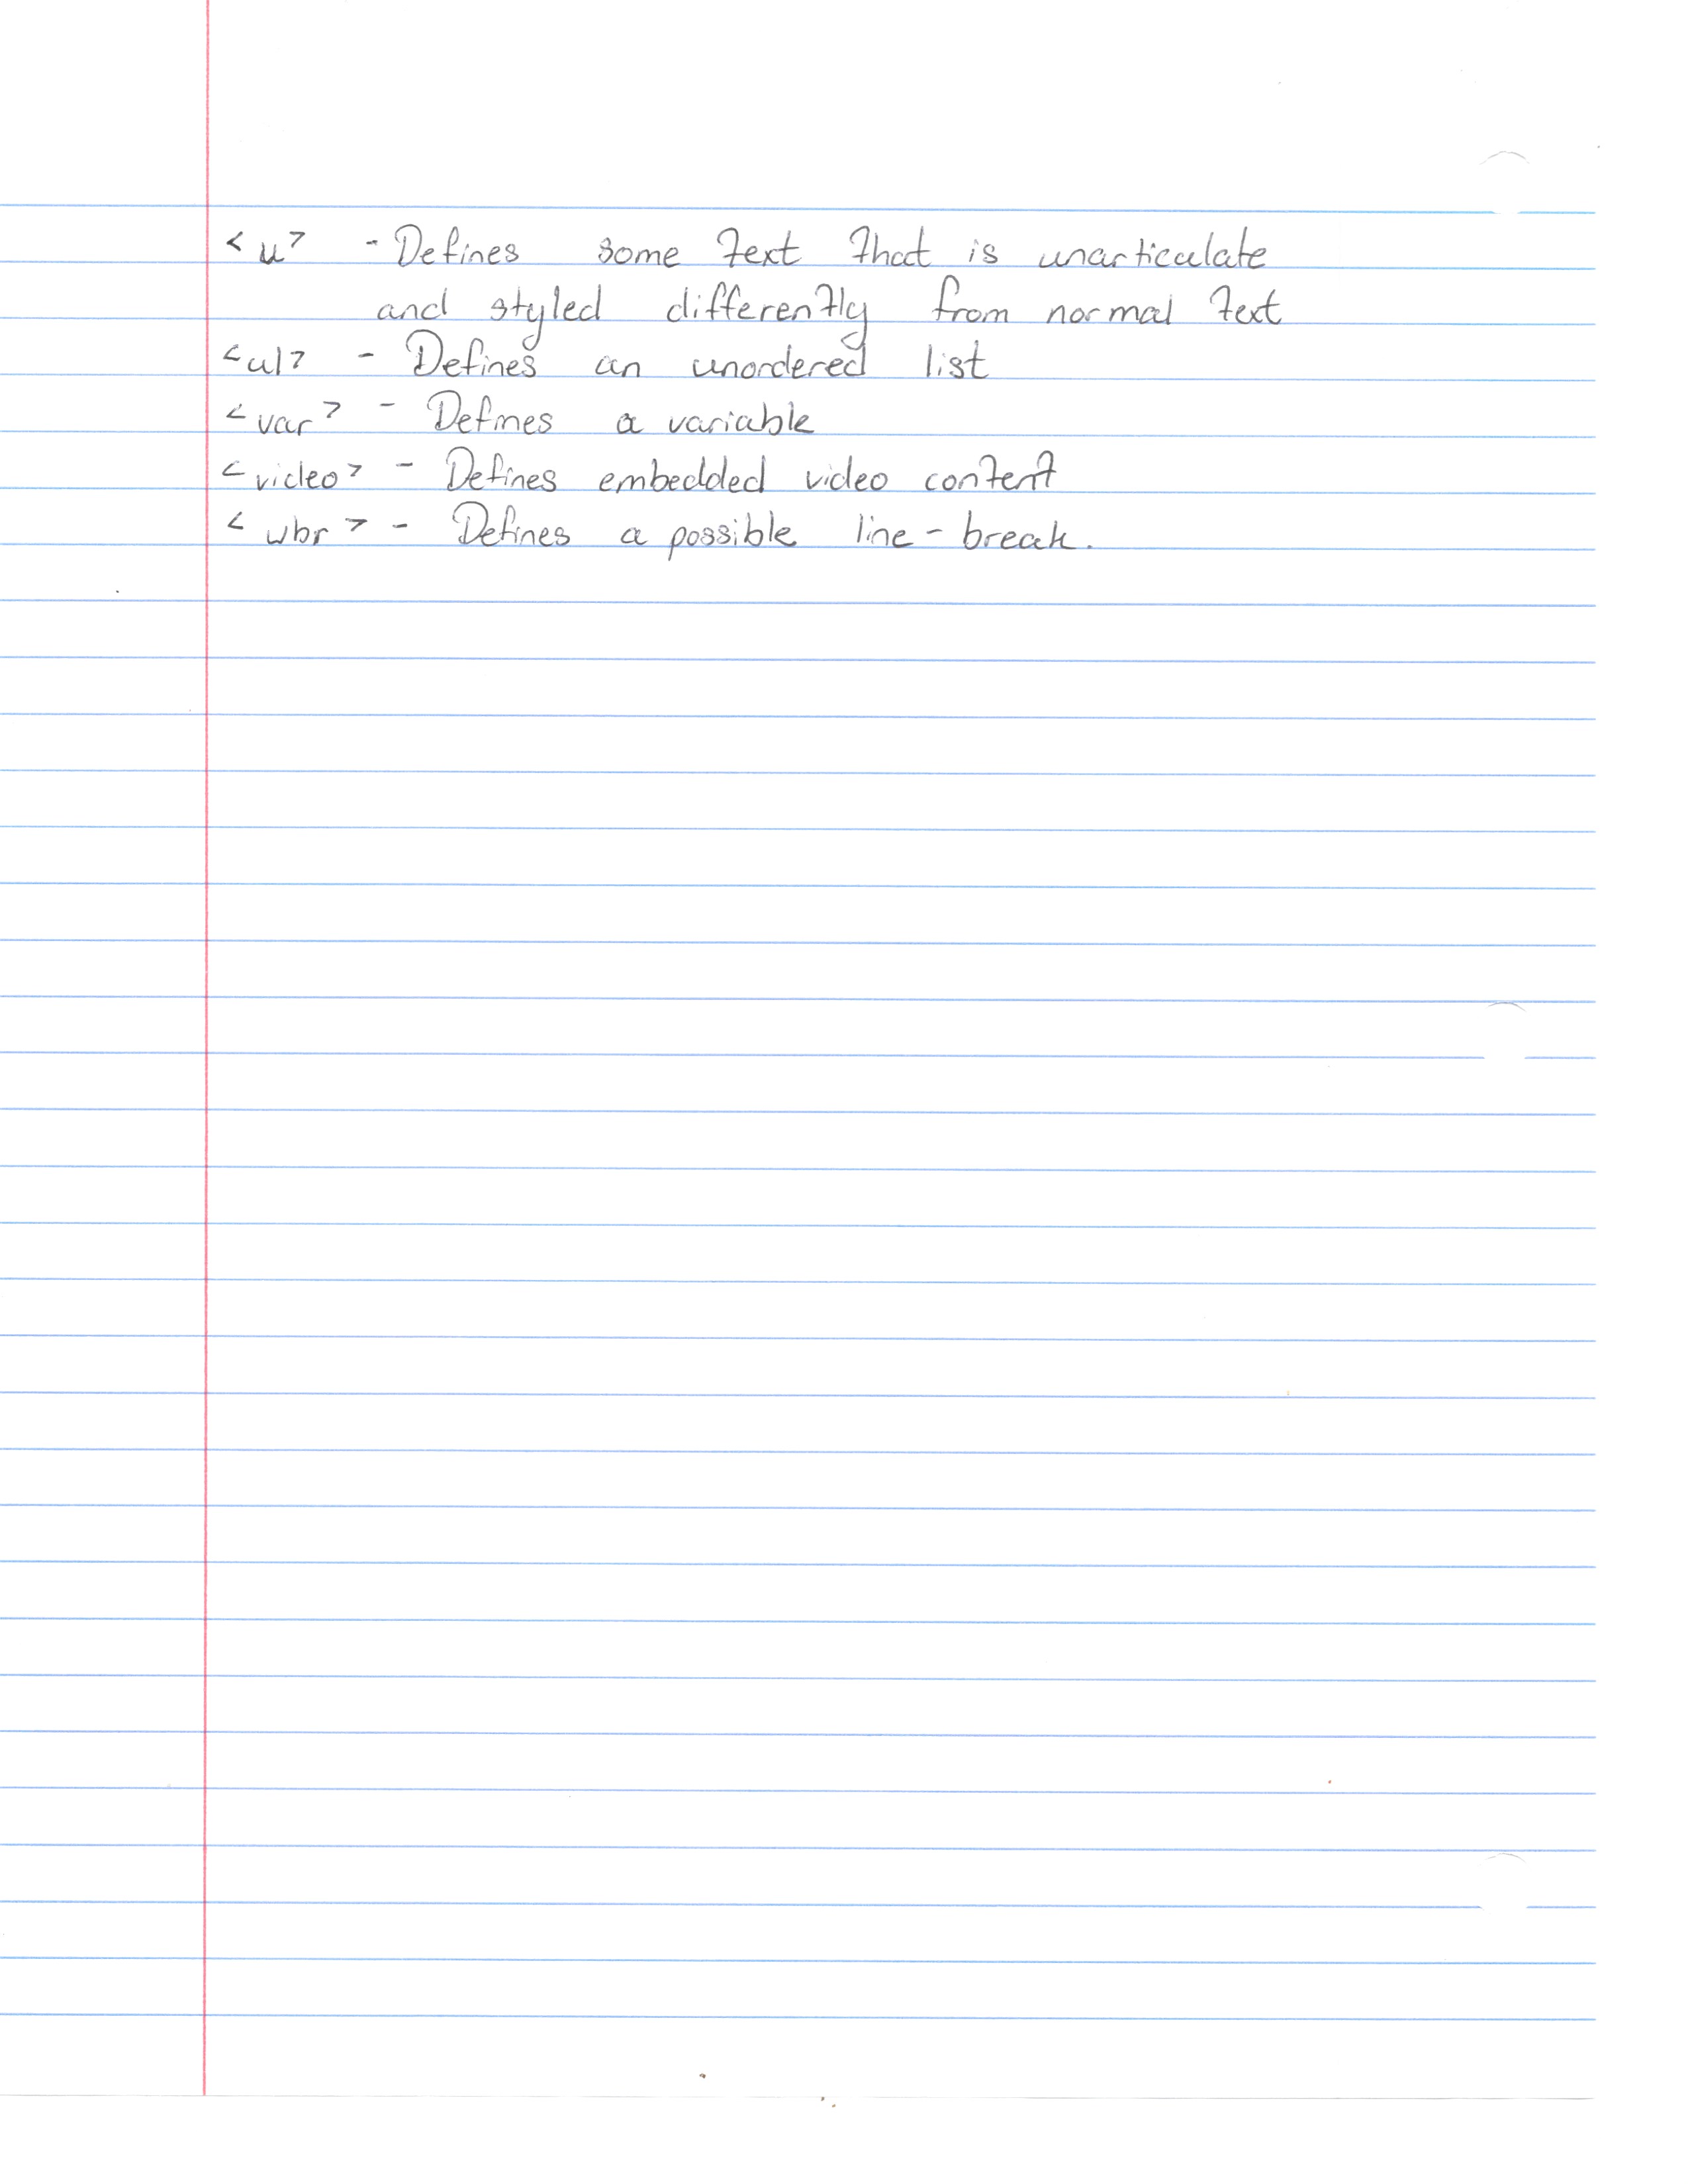 <u> - Defines some text that is unarticulate
and styled differently from normal text
<ul> - Defines an unordered list
<var> - Defines a variable
<video> - Defines embedded video content
<wbr> - Defines a possible line-break.